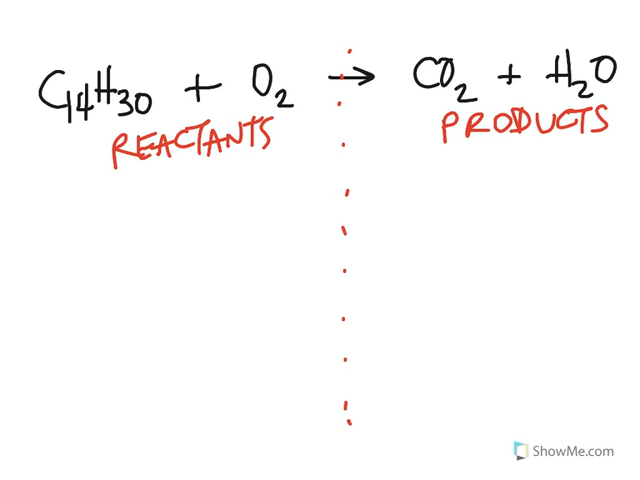 C₁₄H₃₀ + O₂ → CO₂ + H₂O
REACTANTS PRODUCTS
ShowMe.com